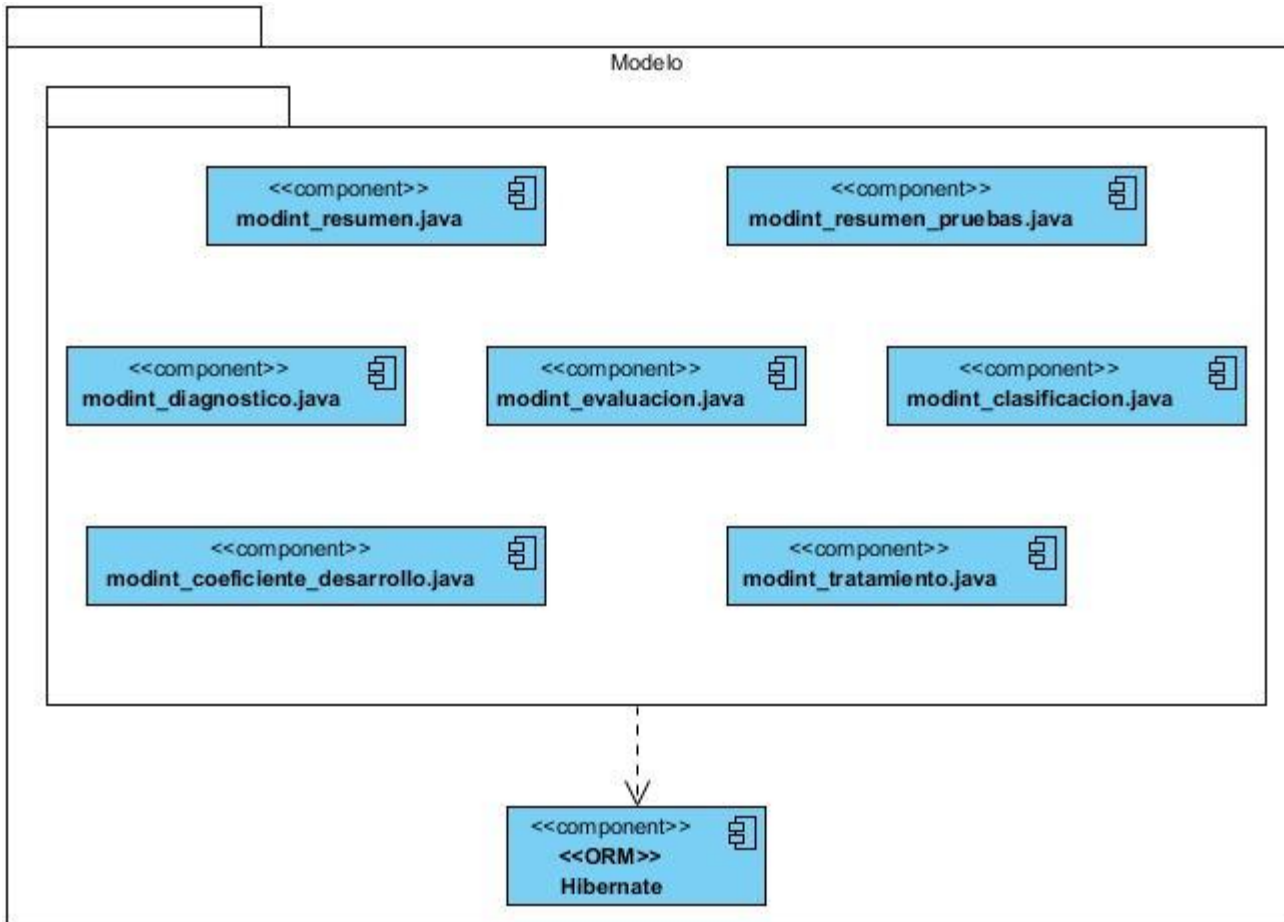 Modelo
<<component>>
modint_resumen.java
<<component>>
modint_resumen_pruebas.java
<<component>>
modint_diagnostico.java
<<component>>
modint_evaluacion.java
<<component>>
modint_clasificacion.java
<<component>>
modint_coeficiente_desarrollo.java
<<component>>
modint_tratamiento.java
<<component>>
<<ORM>>
Hibernate